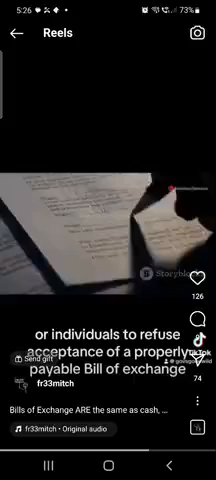 5:26
73%
Reels
Storyblo
126
or individuals to refuse
acceptance of a properly
payable Bill of exchange
TikTok
Send gift
74
fr33mitch
Bills of Exchange ARE the same as cash, ...
fr33mitch • Original audio